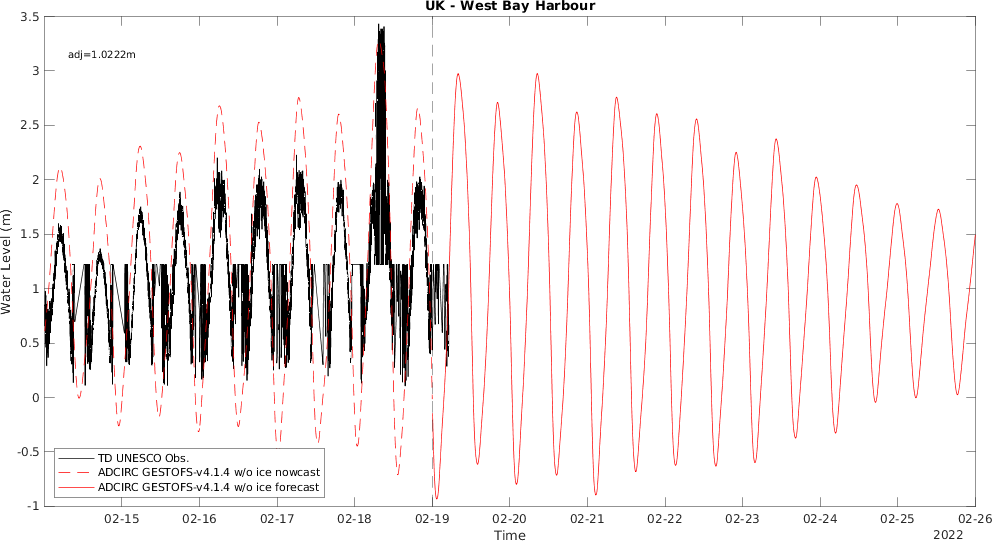 UK - West Bay Harbour
adj=1.0222m
Water Level (m)
3.5
3
2.5
2
1.5
1
0.5
0
-0.5
-1
TD UNESCO Obs.
ADCIRC GESTOFS-v4.1.4 w/o ice nowcast
ADCIRC GESTOFS-v4.1.4 w/o ice forecast
02-15 02-16 02-17 02-18 02-19 02-20 02-21 02-22 02-23 02-24 02-25 02-26
Time
2022